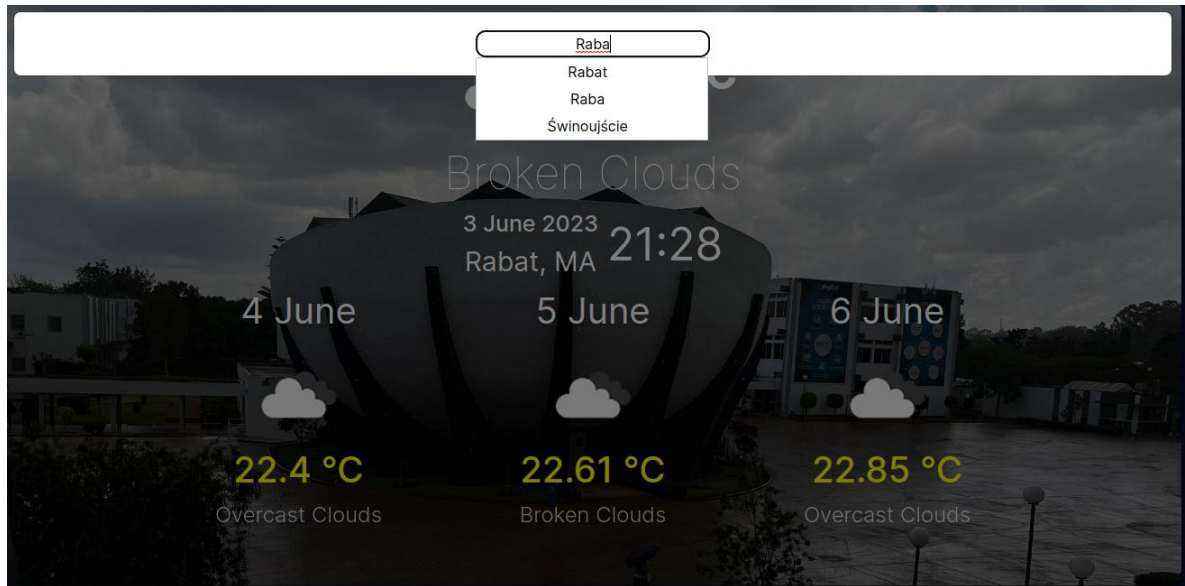 Raba
Rabat
Raba
Świnoujście
C
Broken Clouds
3 June 2023
21:28
Rabat, MA
4 June
5 June
6 June
22.4 °C
22.61 °C
22.85 °C
Overcast Clouds
Broken Clouds
Overcast Clouds